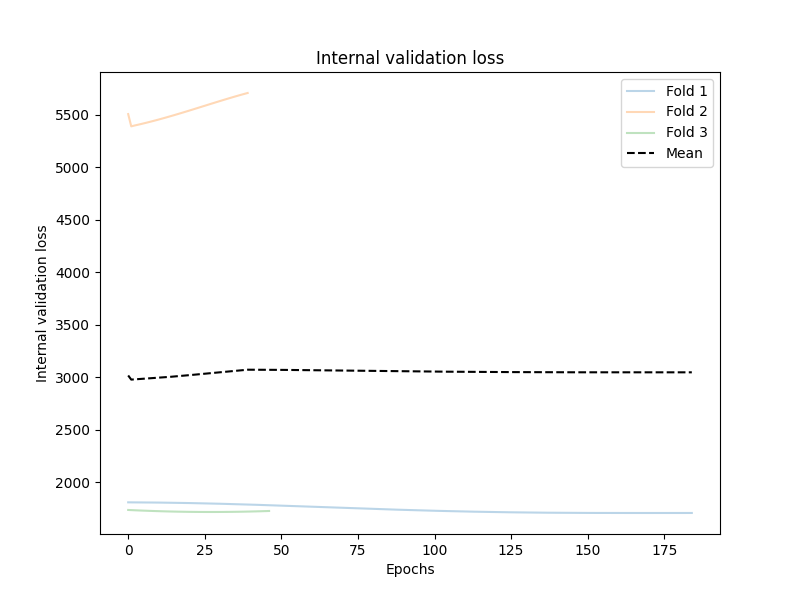 Internal validation loss
Fold 1
Fold 2
Fold 3
Mean
Internal validation loss
5500
5000
4500
4000
3500
3000
2500
2000
0 25 50 75 100 125 150 175
Epochs